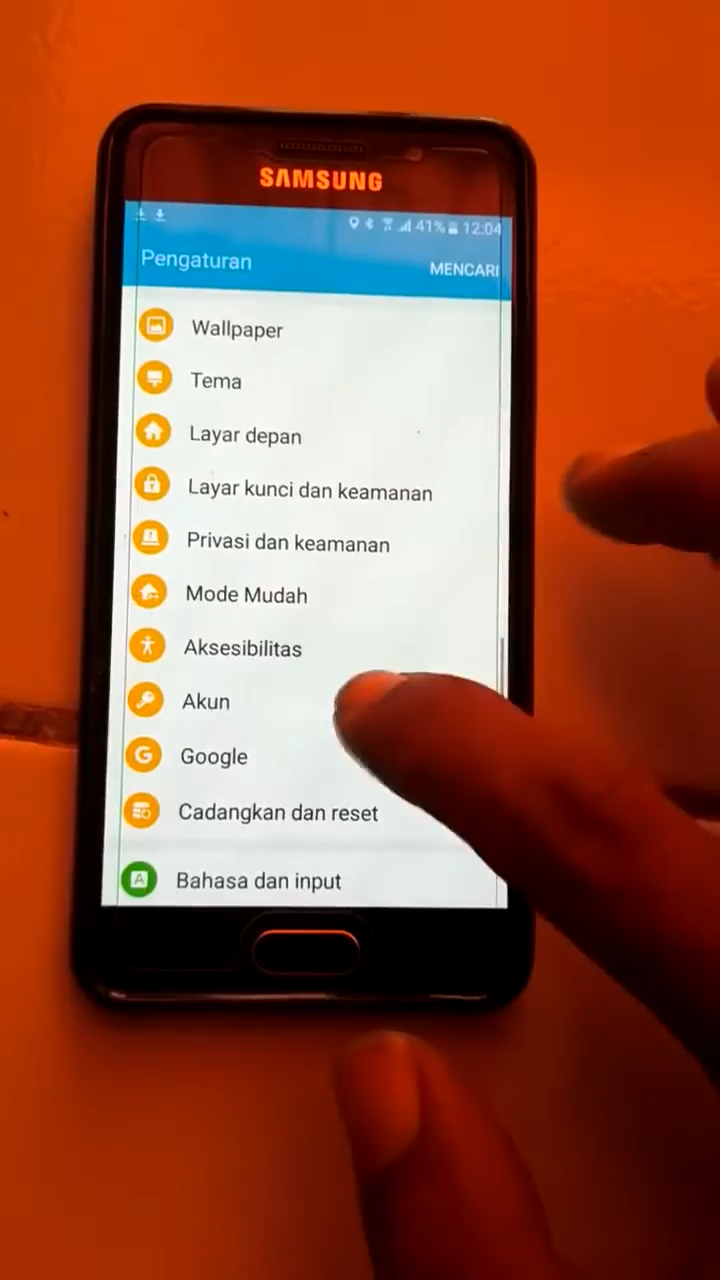 SAMSUNG
41% 12:04
Pengaturan MENCARI
Wallpaper
Tema
Layar depan
Layar kunci dan keamanan
Privasi dan keamanan
Mode Mudah
Aksesibilitas
Akun
Google
Cadangkan dan reset
Bahasa dan input